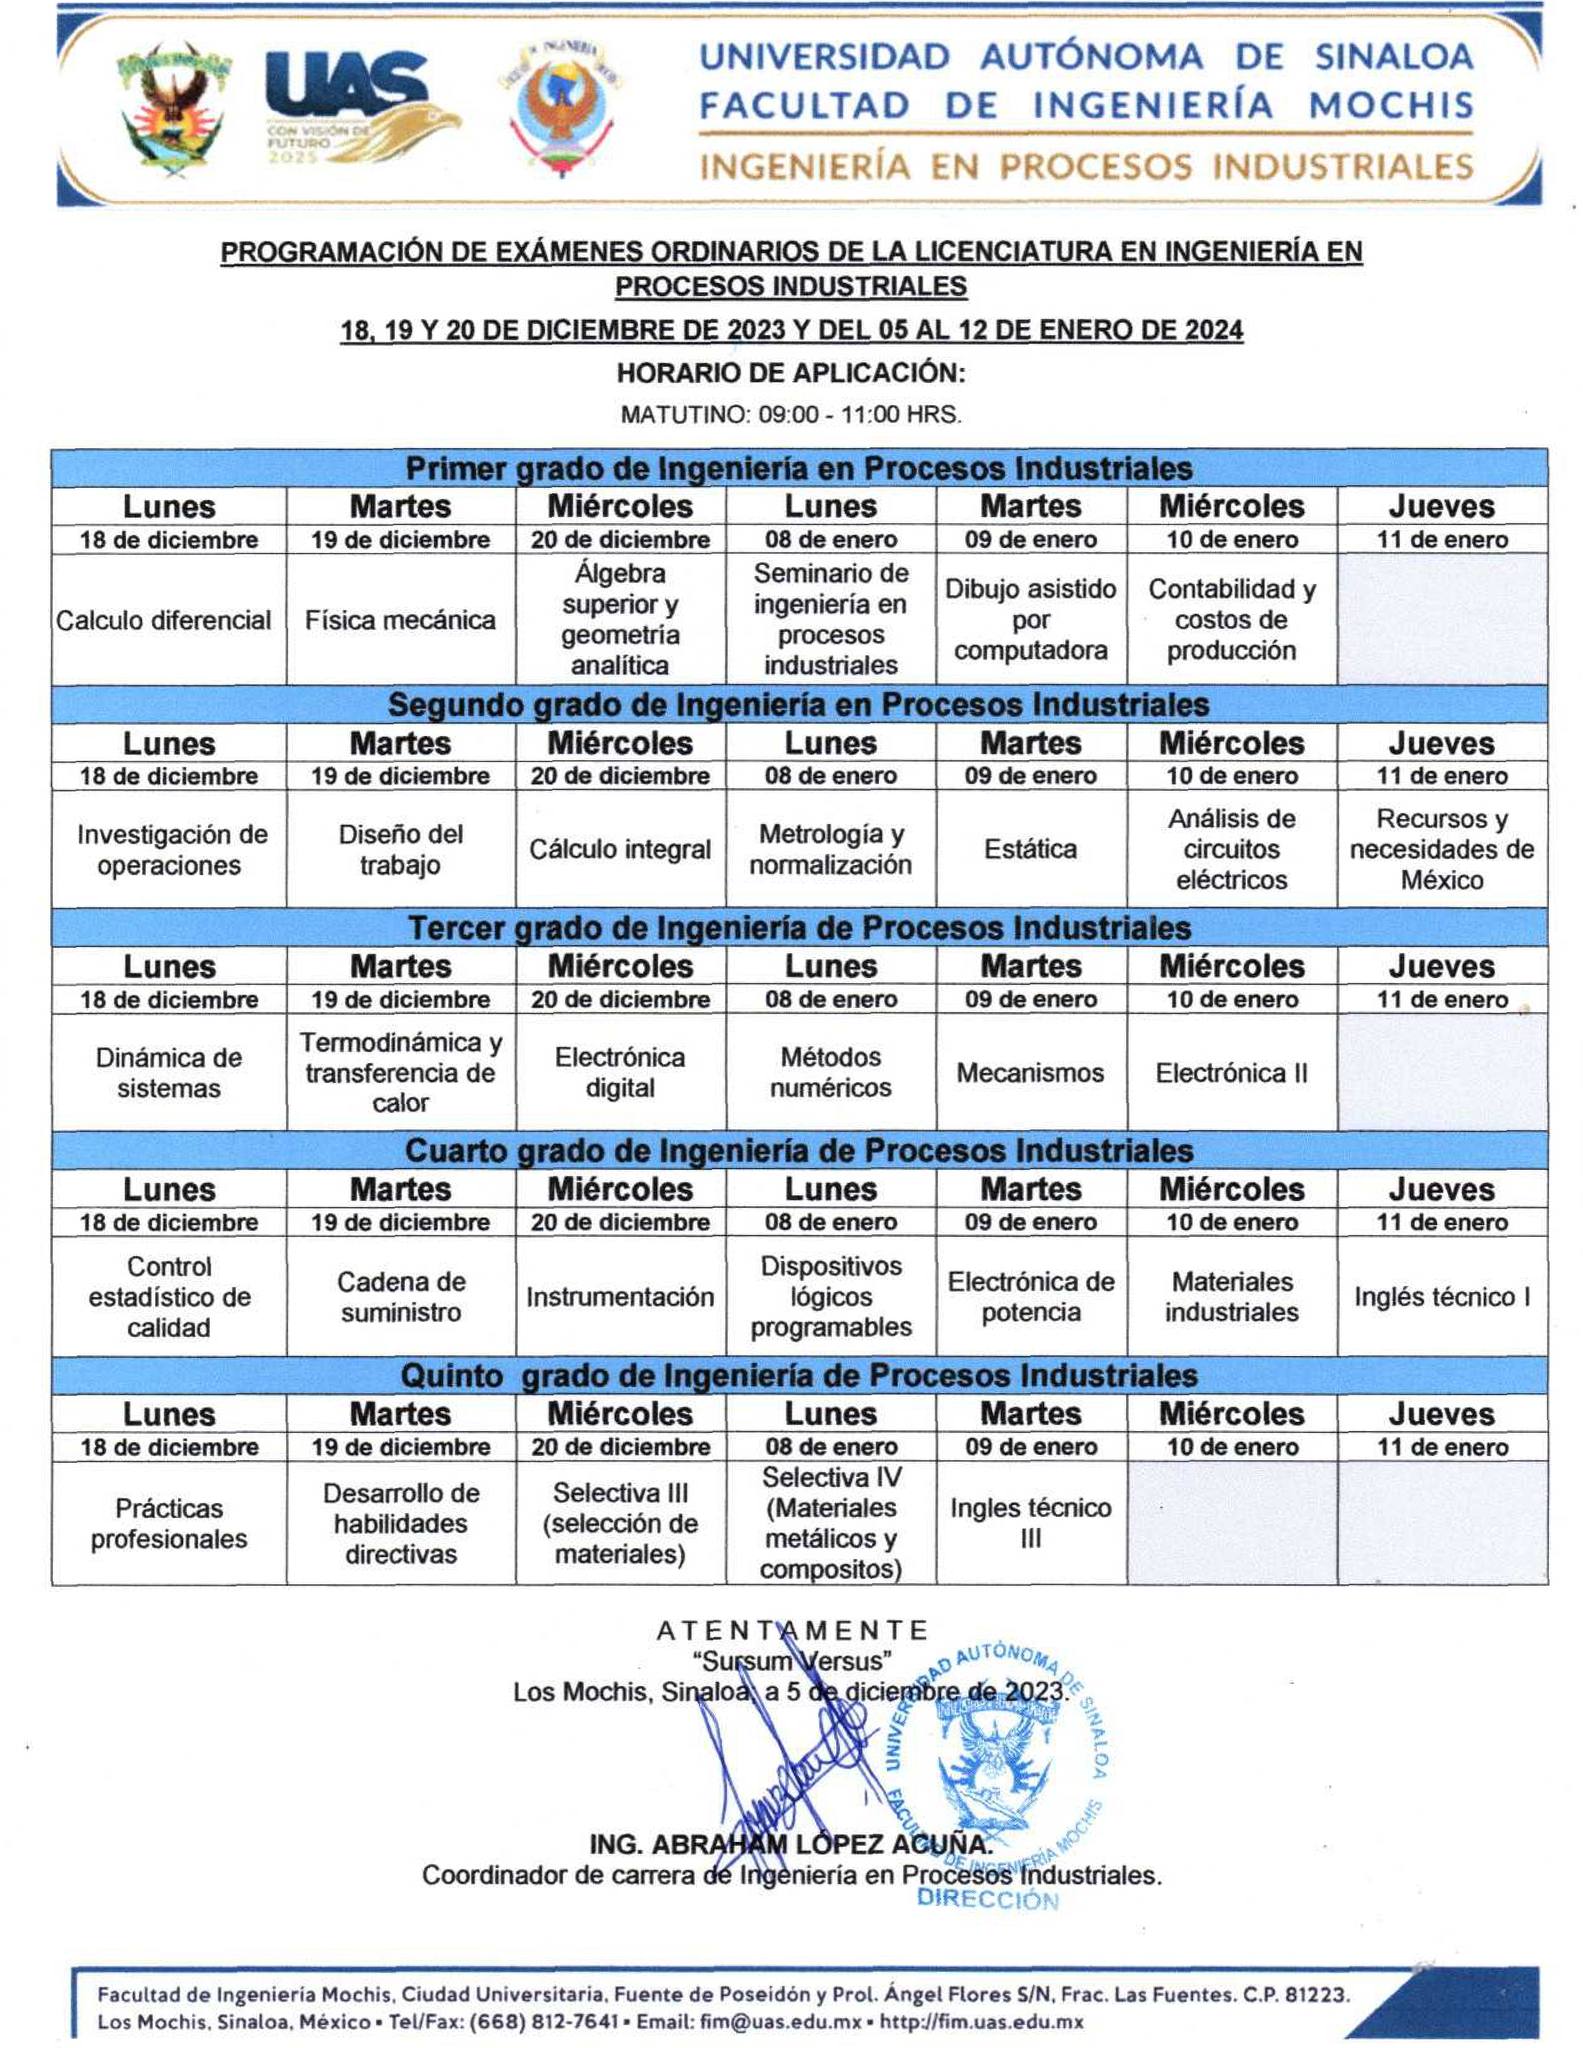 UAS
CON VISIÓN DE
FUTURO
2025
UNIVERSIDAD AUTÓNOMA DE SINALOA
FACULTAD DE INGENIERÍA MOCHIS
INGENIERÍA EN PROCESOS INDUSTRIALES
PROGRAMACIÓN DE EXÁMENES ORDINARIOS DE LA LICENCIATURA EN INGENIERÍA EN
PROCESOS INDUSTRIALES
18, 19 Y 20 DE DICIEMBRE DE 2023 Y DEL 05 AL 12 DE ENERO DE 2024
HORARIO DE APLICACIÓN:
MATUTINO: 09:00 - 11:00 HRS.
Primer grado de Ingeniería en Procesos Industriales
Lunes Martes Miércoles Lunes Martes Miércoles Jueves
18 de diciembre 19 de diciembre 20 de diciembre 08 de enero 09 de enero 10 de enero 11 de enero
Calculo diferencial
Física mecánica
Álgebra
superior y
geometría
analítica
Seminario de
ingeniería en
procesos
industriales
Dibujo asistido
por
computadora
Contabilidad y
costos de
producción
Segundo grado de Ingeniería en Procesos Industriales
Lunes Martes Miércoles Lunes Martes Miércoles Jueves
18 de diciembre 19 de diciembre 20 de diciembre 08 de enero 09 de enero 10 de enero 11 de enero
Investigación de
operaciones
Diseño del
trabajo
Cálculo integral
Metrología y
normalización
Estática
Análisis de
circuitos
eléctricos
Recursos y
necesidades de
México
Tercer grado de Ingeniería de Procesos Industriales
Lunes Martes Miércoles Lunes Martes Miércoles Jueves
18 de diciembre 19 de diciembre 20 de diciembre 08 de enero 09 de enero 10 de enero 11 de enero
Dinámica de
sistemas
Termodinámica y
transferencia de
calor
Electrónica
digital
Métodos
numéricos
Mecanismos
Electrónica II
Cuarto grado de Ingeniería de Procesos Industriales
Lunes Martes Miércoles Lunes Martes Miércoles Jueves
18 de diciembre 19 de diciembre 20 de diciembre 08 de enero 09 de enero 10 de enero 11 de enero
Control
estadístico de
calidad
Cadena de
suministro
Instrumentación
Dispositivos
lógicos
programables
Electrónica de
potencia
Materiales
industriales
Inglés técnico I
Quinto grado de Ingeniería de Procesos Industriales
Lunes Martes Miércoles Lunes Martes Miércoles Jueves
18 de diciembre 19 de diciembre 20 de diciembre 08 de enero 09 de enero 10 de enero 11 de enero
Prácticas
profesionales
Desarrollo de
habilidades
directivas
Selectiva III
(selección de
materiales)
Selectiva IV
(Materiales
metálicos y
compositos)
Ingles técnico
III
ATENTAMENTE
“Sursum Versus”
Los Mochis, Sinaloa, a 5 de diciembre de 2023.
UNIVERSIDAD AUTÓNOMA DE SINALOA
FACULTAD DE INGENIERÍA MOCHIS
DIRECCIÓN
ING. ABRAHAM LÓPEZ ACUÑA.
Coordinador de carrera de Ingeniería en Procesos Industriales.
Facultad de Ingeniería Mochis, Ciudad Universitaria, Fuente de Poseidón y Prol. Ángel Flores S/N, Frac. Las Fuentes. C.P. 81223.
Los Mochis, Sinaloa, México • Tel/Fax: (668) 812-7641 • Email: fim@uas.edu.mx • http://fim.uas.edu.mx